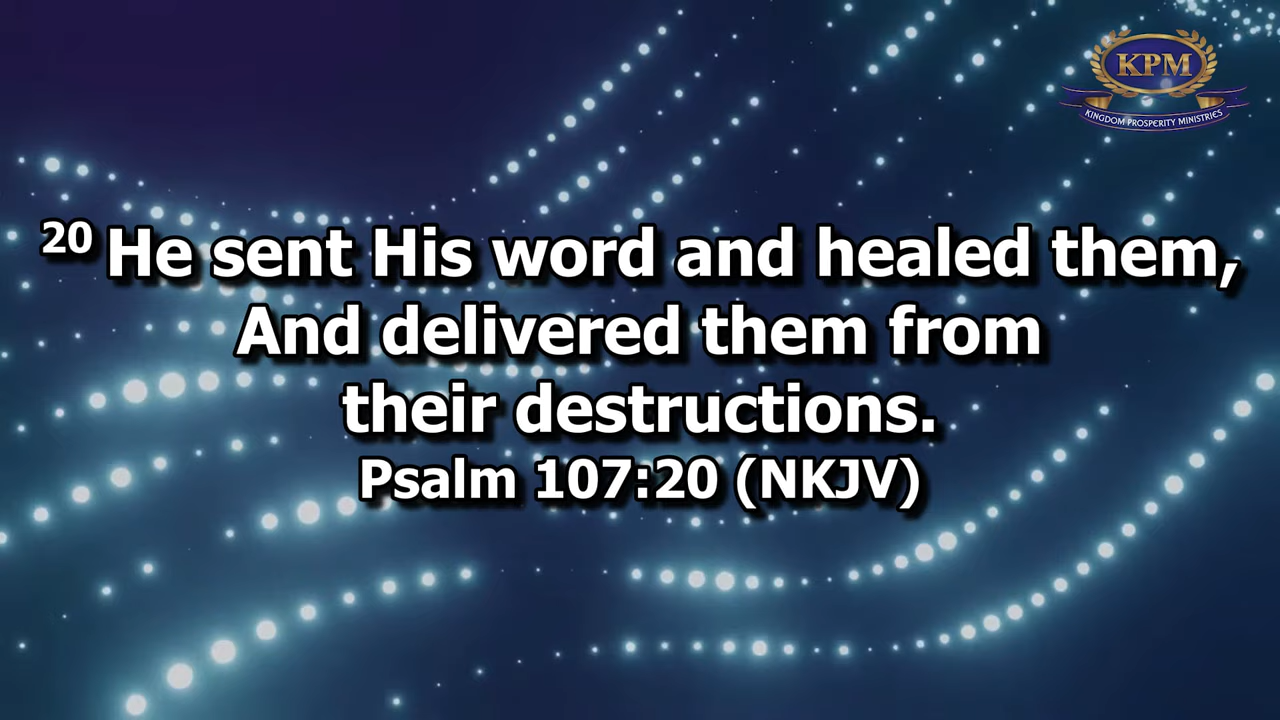 KPM
KINGDOM PROSPERITY MINISTRIES
20 He sent His word and healed them,
And delivered them from
their destructions.
Psalm 107:20 (NKJV)